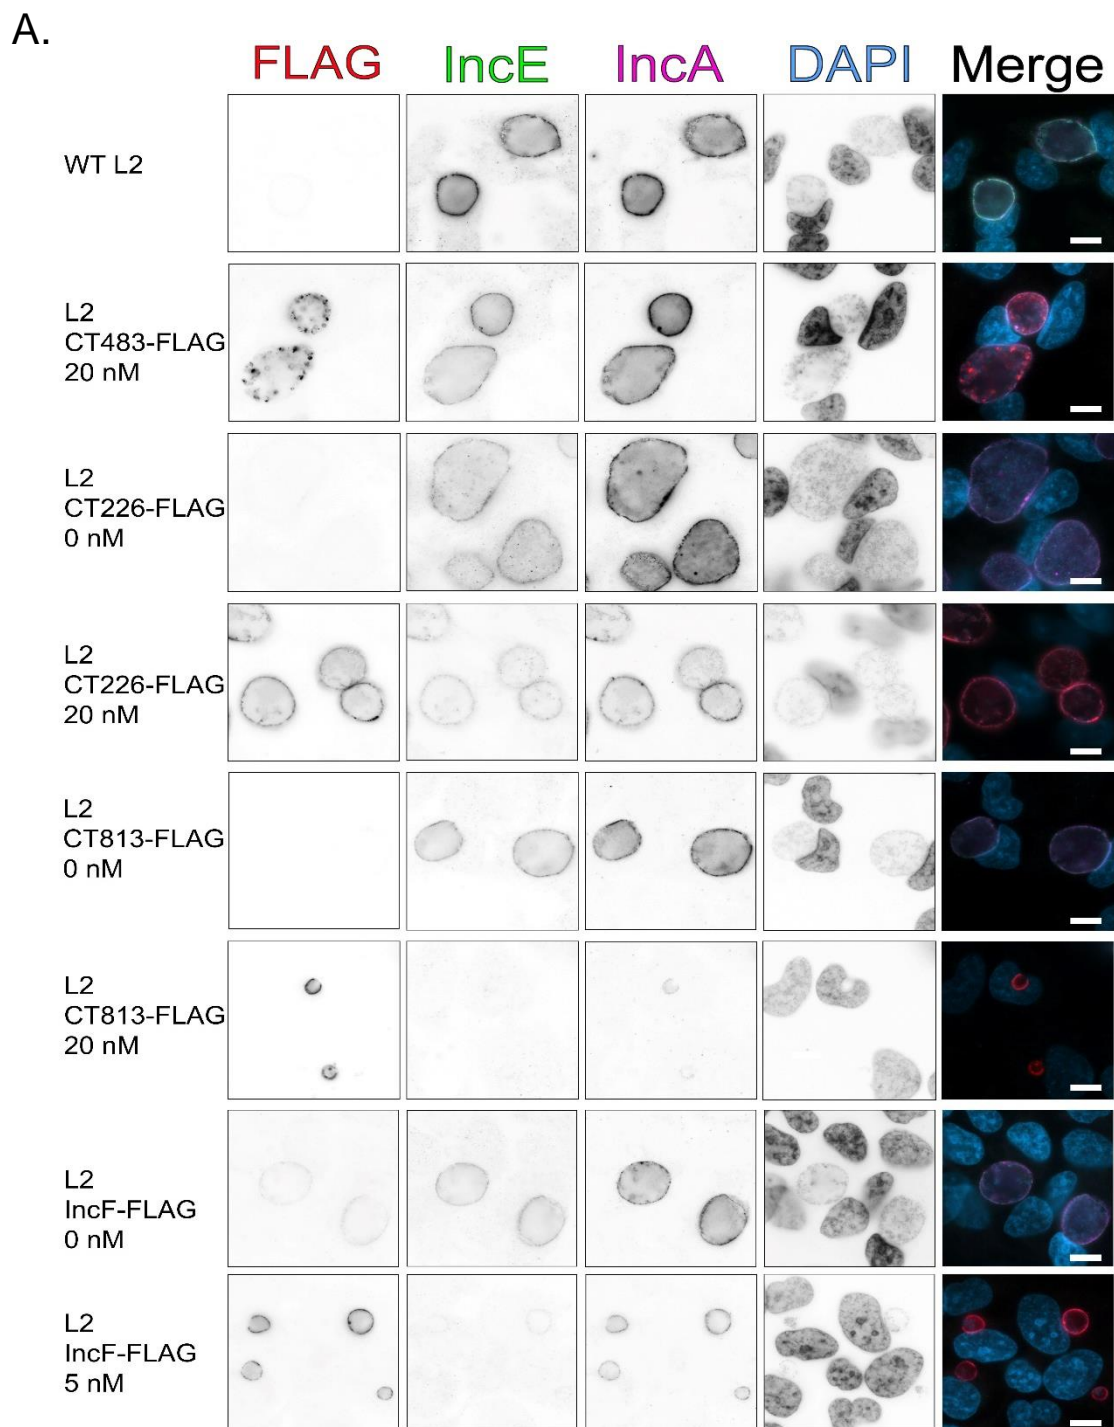 A.
FLAG IncE IncA DAPI Merge
WT L2
L2
CT483-FLAG
20 nM
L2
CT226-FLAG
0 nM
L2
CT226-FLAG
20 nM
L2
CT813-FLAG
0 nM
L2
CT813-FLAG
20 nM
L2
IncF-FLAG
0 nM
L2
IncF-FLAG
5 nM